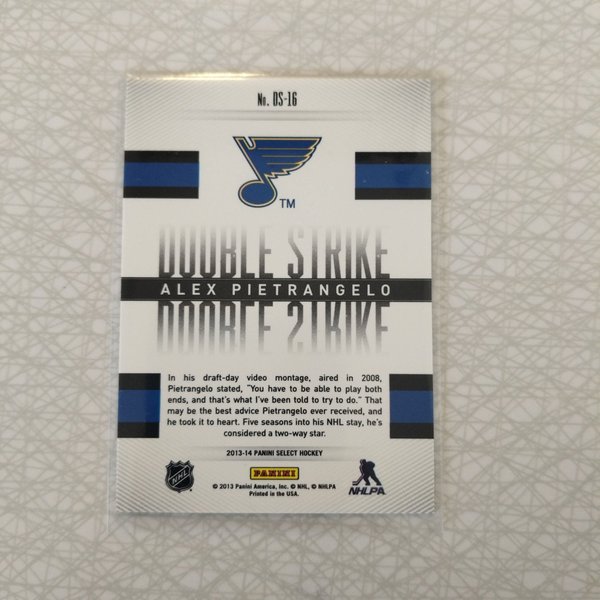 No. DS-16
TM
DOUBLE STRIKE
ALEX PIETRANGELO
DOUBLE STRIKE
In his draft-day video montage, aired in 2008,
Pietrangelo stated, "You have to be able to play both
ends, and that's what I've been told to try to do." That
may be the best advice Pietrangelo ever received, and
he took it to heart. Five seasons into his NHL stay, he's
considered a two-way star.
2013-14 PANINI SELECT HOCKEY
NHL
PANINI
NHLPA
© 2013 Panini America, Inc. © NHL, © NHLPA
Printed in the USA.